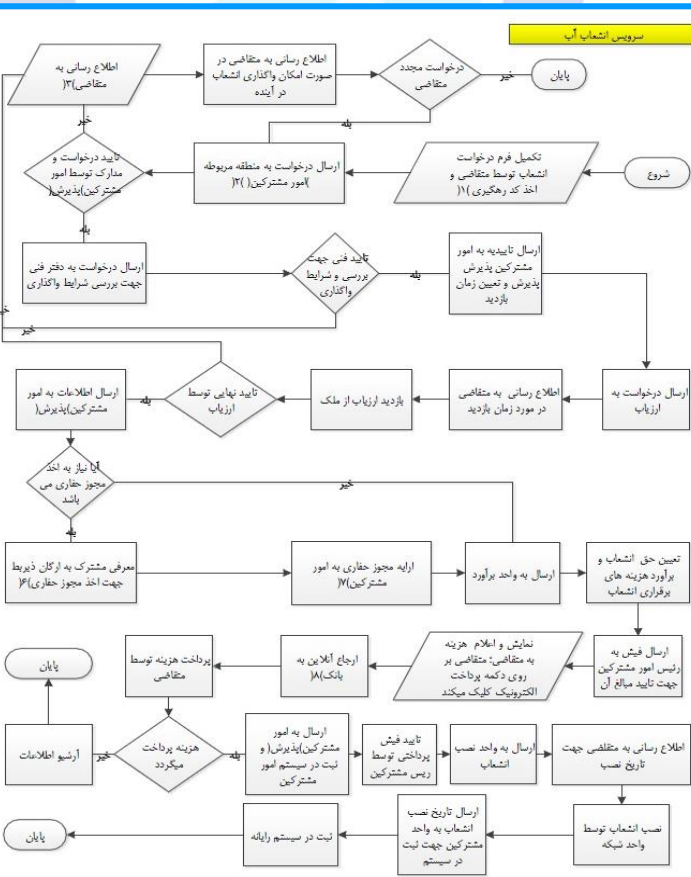 سرویس انشعاب آب
اطلاع رسانی به
متقاضی)۳(
اطلاع رسانی به متقاضی در
صورت امکان واگذاری انشعاب
در آینده
درخواست مجدد
متقاضی
خیر
پایان
بله
خیر
شروع
تکمیل فرم درخواست
انشعاب توسط متقاضی و
اخذ کد رهگیری )۱(
ارسال درخواست به منطقه مربوطه
)امور مشترکین( )۲(
تایید درخواست و
مدارک توسط امور
مشترکین)پذیرش(
بله
ارسال درخواست به دفتر فنی
جهت بررسی شرایط واگذاری
تایید فنی جهت
بررسی و شرایط
واگذاری
بله
ارسال تاییدیه به امور
مشترکین پذیرش
پذیرش و تعیین زمان
بازدید
خیر
خیر
خیر
ارسال درخواست به
ارزیاب
اطلاع رسانی به متقاضی
در مورد زمان بازدید
بازدید ارزیاب از ملک
تایید نهایی توسط
ارزیاب
بله
ارسال اطلاعات به امور
مشترکین)پذیرش(
آیا نیاز به اخذ
مجوز حفاری می
باشد
خیر
بله
معرفی مشترک به ارگان ذیربط
جهت اخذ مجوز حفاری)۶(
ارایه مجوز حفاری به امور
مشترکین)۷(
ارسال به واحد برآورد
تعیین حق انشعاب و
برآورد هزینه های
برقراری انشعاب
ارسال فیش به
رئیس امور مشترکین
جهت تایید مبالغ آن
نمایش و اعلام هزینه
به متقاضی؛ متقاضی بر
روی دکمه پرداخت
الکترونیک کلیک میکند
ارجاع آنلاین به
بانک)۸(
پرداخت هزینه توسط
متقاضی
پایان
هزینه پرداخت
میگردد
خیر
آرشیو اطلاعات
بله
ارسال به امور
مشترکین)پذیرش( و
ثبت در سیستم امور
مشترکین
تایید فیش
پرداختی توسط
ریس مشترکین
ارسال به واحد نصب
انشعاب
اطلاع رسانی به متقلضی جهت
تاریخ نصب
نصب انشعاب توسط
واحد شبکه
ارسال تاریخ نصب
انشعاب به واحد
مشترکین جهت ثبت
در سیستم
ثبت در سیستم رایانه
پایان